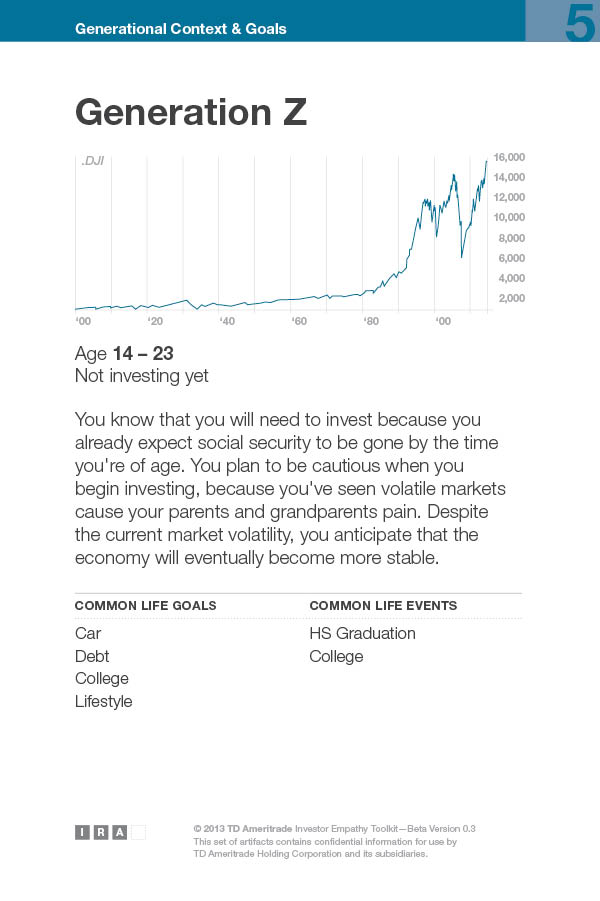 Generational Context & Goals
5
Generation Z
.DJI
16,000
14,000
12,000
10,000
8,000
6,000
4,000
2,000
‘00 ‘20 ‘40 ‘60 ‘80 ‘00
Age 14 – 23
Not investing yet
You know that you will need to invest because you
already expect social security to be gone by the time
you're of age. You plan to be cautious when you
begin investing, because you've seen volatile markets
cause your parents and grandparents pain. Despite
the current market volatility, you anticipate that the
economy will eventually become more stable.
COMMON LIFE GOALS
Car
Debt
College
Lifestyle
COMMON LIFE EVENTS
HS Graduation
College
I R A
© 2013 TD Ameritrade Investor Empathy Toolkit—Beta Version 0.3
This set of artifacts contains confidential information for use by
TD Ameritrade Holding Corporation and its subsidiaries.